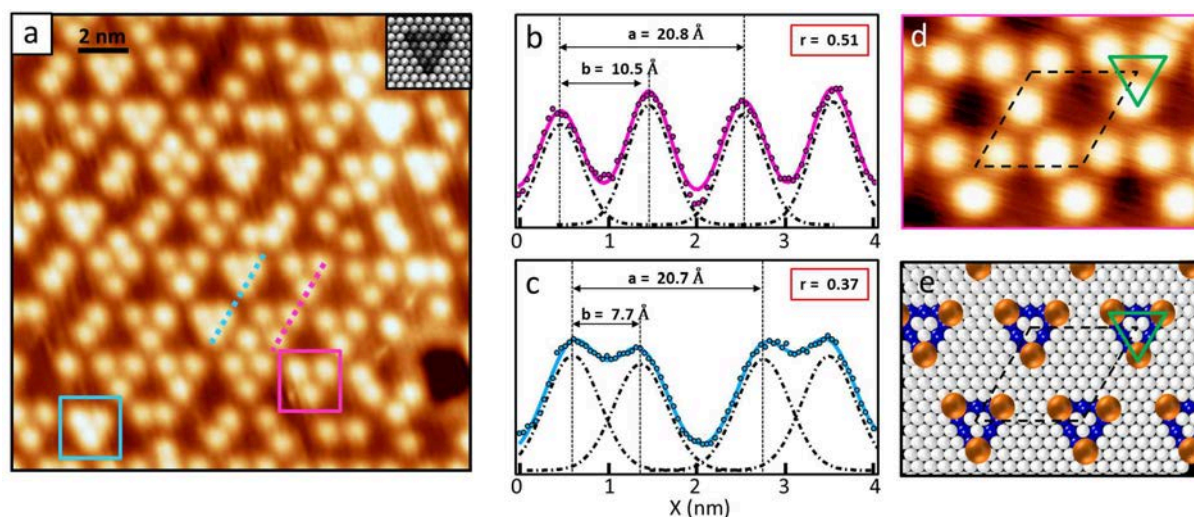 a
2 nm
b
a = 20.8 Å
b = 10.5 Å
r = 0.51
0 1 2 3 4
c
a = 20.7 Å
b = 7.7 Å
r = 0.37
0 1 2 3 4
X (nm)
d
e